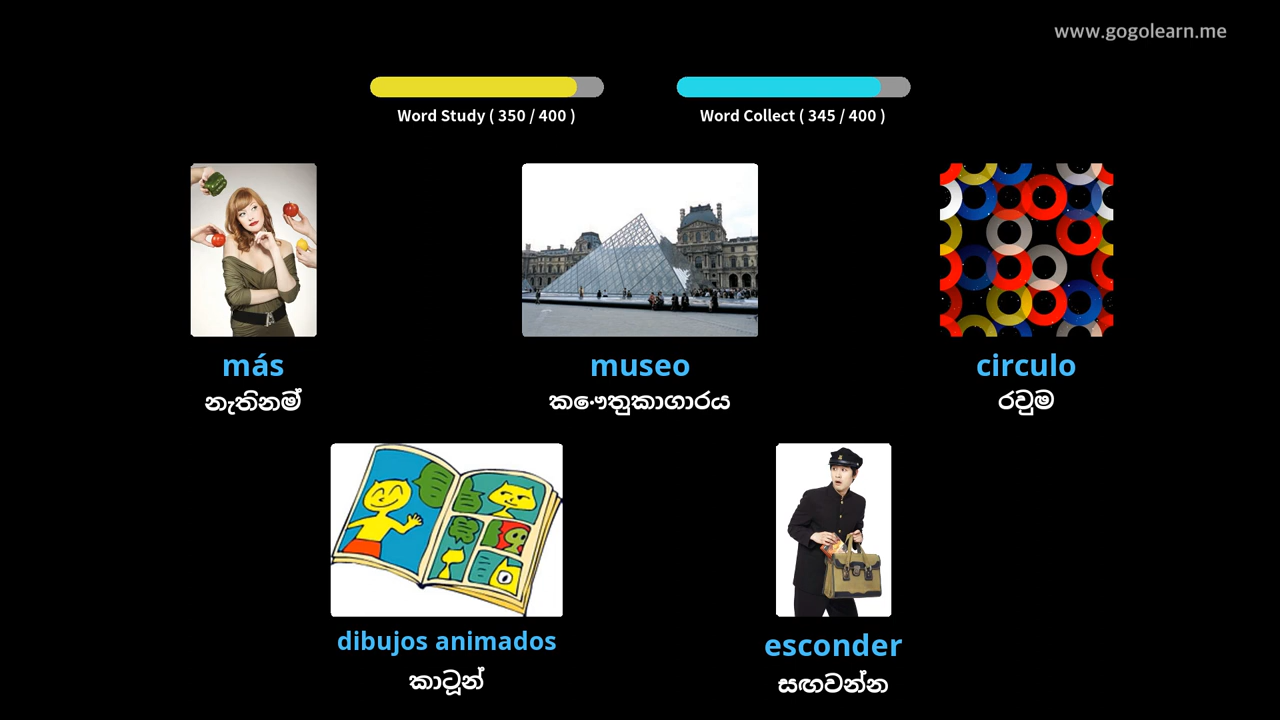 www.gogolearn.me
Word Study ( 350 / 400 )
Word Collect ( 345 / 400 )
más
නැතිනම්
museo
කෞතුකාගාරය
circulo
රවුම
dibujos animados
කාටූන්
esconder
සඟවන්න